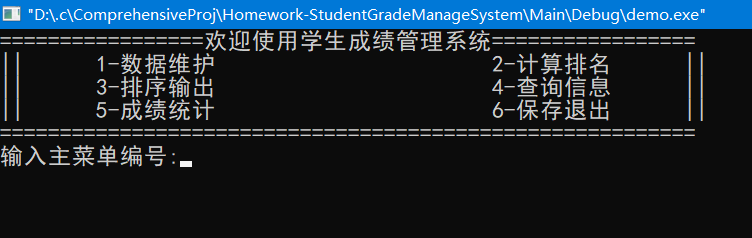 "D:\.c\ComprehensiveProj\Homework-StudentGradeManageSystem\Main\Debug\demo.exe"
=================欢迎使用学生成绩管理系统=================
||      1-数据维护                       2-计算排名      ||
||      3-排序输出                       4-查询信息      ||
||      5-成绩统计                       6-保存退出      ||
==========================================================
输入主菜单编号: